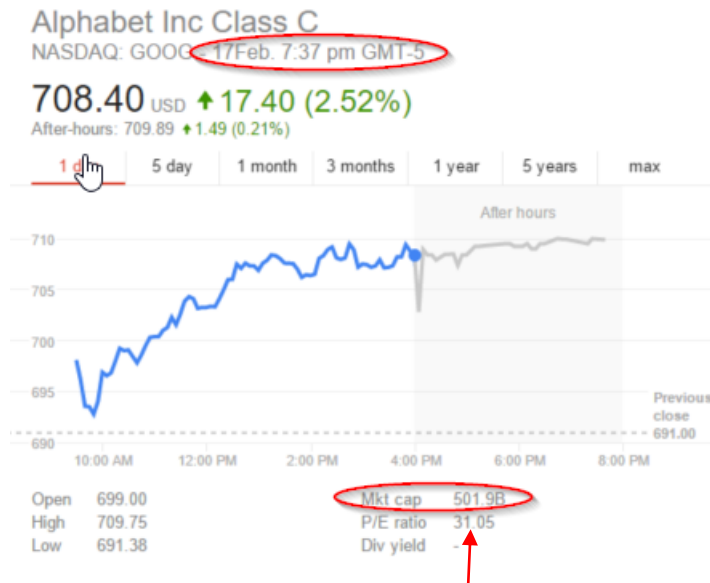 Alphabet Inc Class C
NASDAQ: GOOG - 17Feb. 7:37 pm GMT-5
708.40 USD 17.40 (2.52%)
After-hours: 709.89 1.49 (0.21%)
1 5 day 1 month 3 months 1 year 5 years max
After hours
710
705
700
695
Previous
close
691.00
690
10:00 AM 12:00 PM 2:00 PM 4:00 PM 6:00 PM 8:00 PM
Open 699.00 Mkt cap 501.9B
High 709.75 P/E ratio 31.05
Low 691.38 Div yield -